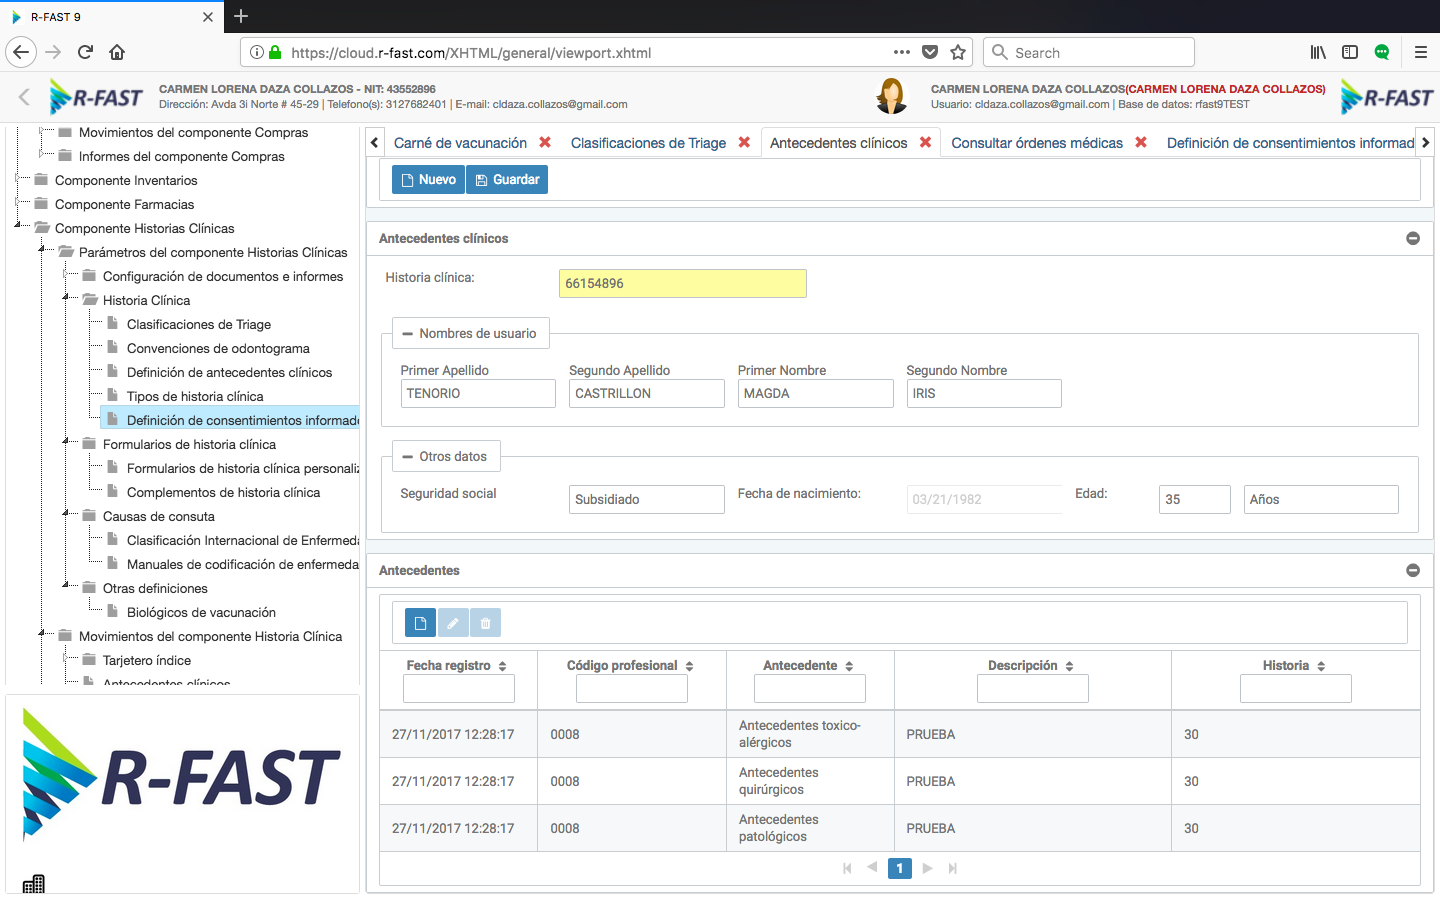 R-FAST 9
https://cloud.r-fast.com/XHTML/general/viewport.xhtml
Search
R-FAST
CARMEN LORENA DAZA COLLAZOS - NIT: 43552896
Dirección: Avda 3i Norte # 45-29 | Telefono(s): 3127682401 | E-mail: cldaza.collazos@gmail.com
CARMEN LORENA DAZA COLLAZOS(CARMEN LORENA DAZA COLLAZOS)
Usuario: cldaza.collazos@gmail.com | Base de datos: rfast9TEST
R-FAST
Movimientos del componente Compras
Informes del componente Compras
Componente Inventarios
Componente Farmacias
Componente Historias Clínicas
Parámetros del componente Historias Clínicas
Configuración de documentos e informes
Historia Clínica
Clasificaciones de Triage
Convenciones de odontograma
Definición de antecedentes clínicos
Tipos de historia clínica
Definición de consentimientos informado
Formularios de historia clínica
Formularios de historia clínica personaliz
Complementos de historia clínica
Causas de consuta
Clasificación Internacional de Enfermeda
Manuales de codificación de enfermeda
Otras definiciones
Biológicos de vacunación
Movimientos del componente Historia Clínica
Tarjetero índice
Antecedentes clínicos
R-FAST
Carné de vacunación
Clasificaciones de Triage
Antecedentes clínicos
Consultar órdenes médicas
Definición de consentimientos informad
Nuevo
Guardar
Antecedentes clínicos
Historia clínica:
66154896
Nombres de usuario
Primer Apellido
Segundo Apellido
Primer Nombre
Segundo Nombre
TENORIO
CASTRILLON
MAGDA
IRIS
Otros datos
Seguridad social
Subsidiado
Fecha de nacimiento:
03/21/1982
Edad:
35
Años
Antecedentes
Fecha registro
Código profesional
Antecedente
Descripción
Historia
27/11/2017 12:28:17
0008
Antecedentes toxico-
alérgicos
PRUEBA
30
27/11/2017 12:28:17
0008
Antecedentes
quirúrgicos
PRUEBA
30
27/11/2017 12:28:17
0008
Antecedentes
patológicos
PRUEBA
30
1